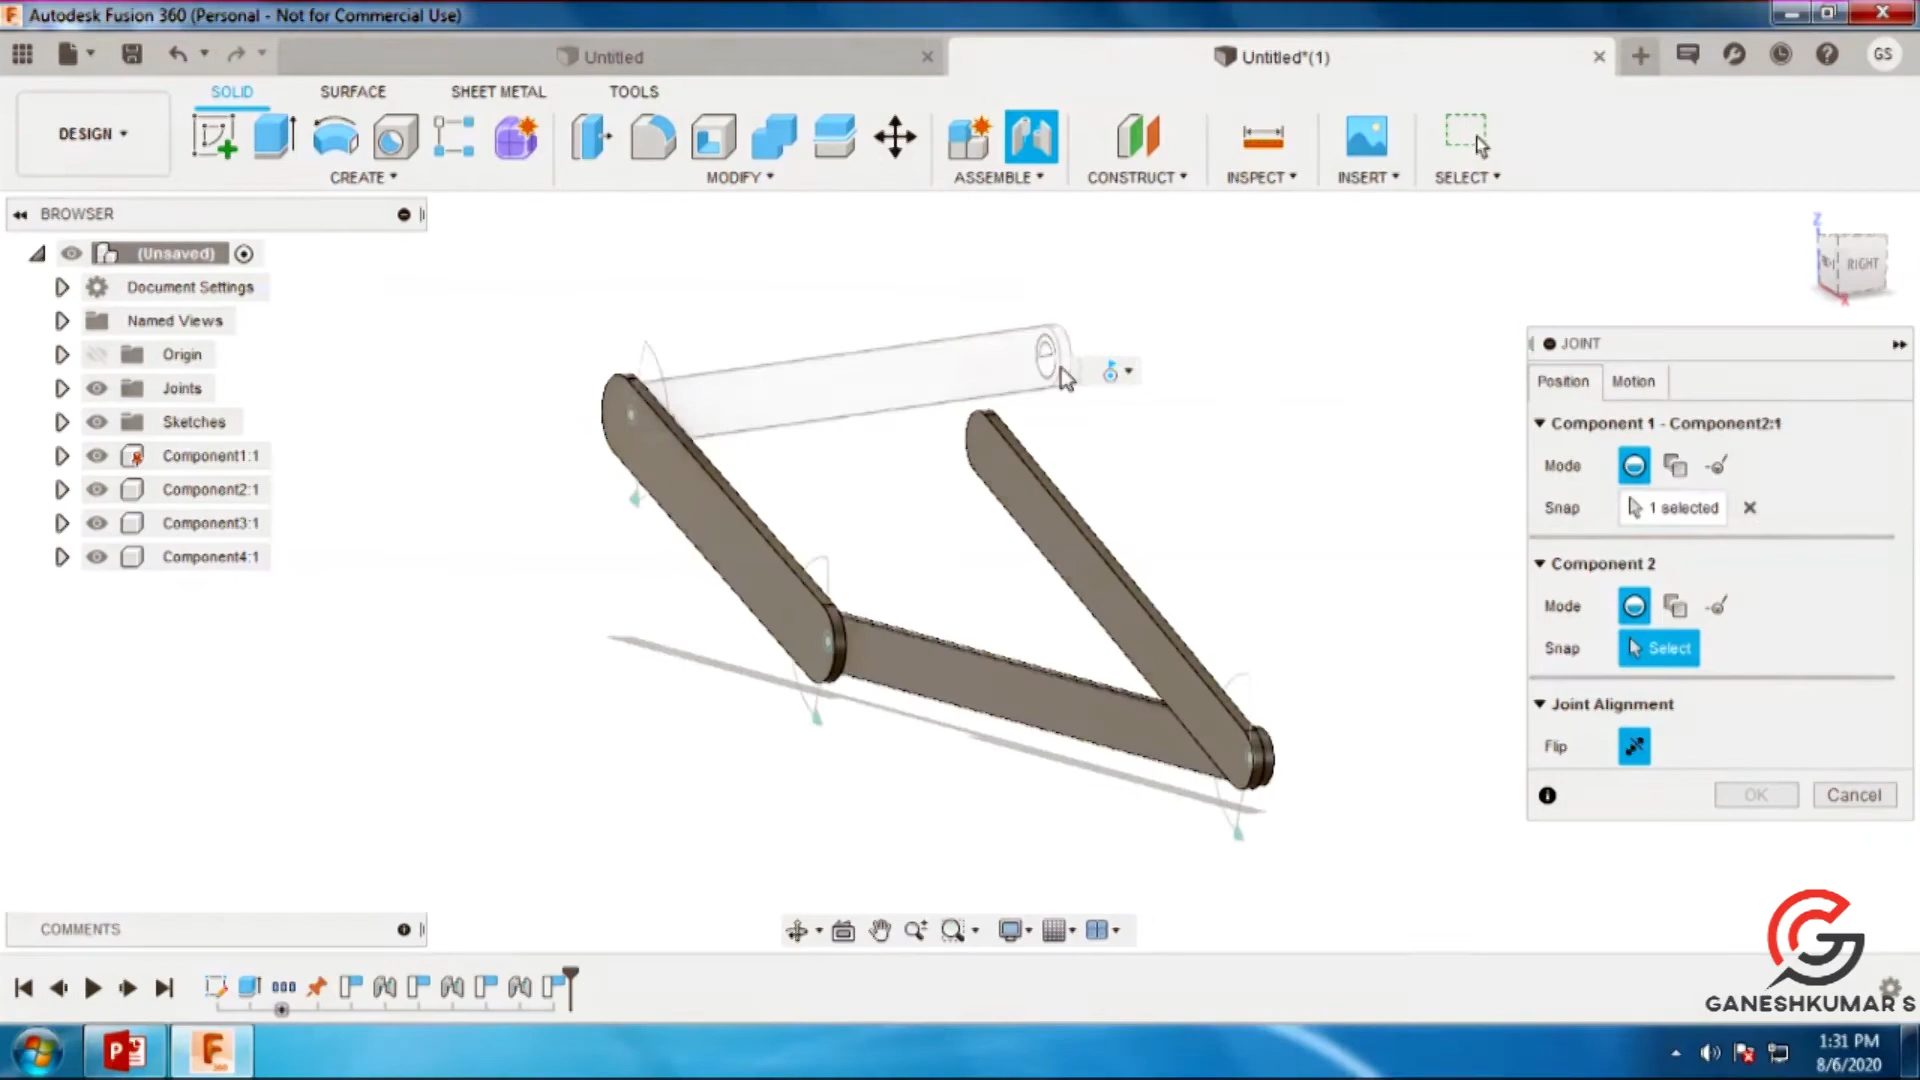 Autodesk Fusion 360 (Personal - Not for Commercial Use)
Untitled
Untitled*(1)
GS
SOLID
SURFACE
SHEET METAL
TOOLS
DESIGN
CREATE
MODIFY
ASSEMBLE
CONSTRUCT
INSPECT
INSERT
SELECT
BROWSER
(Unsaved)
Document Settings
Named Views
Origin
Joints
Sketches
Component1:1
Component2:1
Component3:1
Component4:1
Z
RIGHT
X
JOINT
Position
Motion
Component 1 - Component2:1
Mode
Snap
1 selected
Component 2
Mode
Snap
Select
Joint Alignment
Flip
OK
Cancel
COMMENTS
GANESHKUMAR S
1:31 PM
8/6/2020